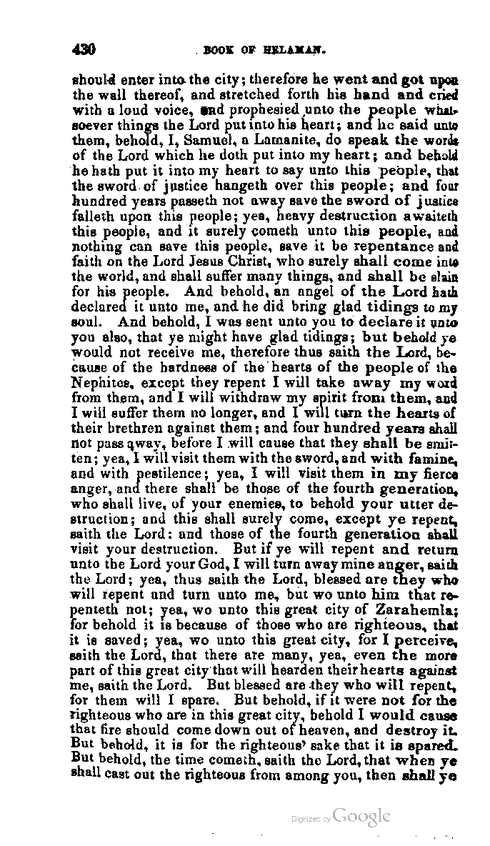 430 BOOK OF HELAMAN.
should enter into the city; therefore he went and got upon
the wall thereof, and stretched forth his hand and cried
with a loud voice, and prophesied unto the people what-
soever things the Lord put into his heart; and he said unto
them, behold, I, Samuel, a Lamanite, do speak the words
of the Lord which he doth put into my heart; and behold
he hath put it into my heart to say unto this people, that
the sword of justice hangeth over this people; and four
hundred years passeth not away save the sword of justice
falleth upon this people; yea, heavy destruction awaiteth
this people, and it surely cometh unto this people, and
nothing can save this people, save it be repentance and
faith on the Lord Jesus Christ, who surely shall come into
the world, and shall suffer many things, and shall be slain
for his people. And behold, an angel of the Lord hath
declared it unto me, and he did bring glad tidings to my
soul. And behold, I was sent unto you to declare it unto
you also, that ye might have glad tidings; but behold ye
would not receive me, therefore thus saith the Lord, be-
cause of the hardness of the hearts of the people of the
Nephites, except they repent I will take away my word
from them, and I will withdraw my spirit from them, and
I will suffer them no longer, and I will turn the hearts of
their brethren against them; and four hundred years shall
not pass away, before I will cause that they shall be smit-
ten; yea, I will visit them with the sword, and with famine,
and with pestilence; yea, I will visit them in my fierce
anger, and there shall be those of the fourth generation,
who shall live, of your enemies, to behold your utter de-
struction; and this shall surely come, except ye repent,
saith the Lord: and those of the fourth generation shall
visit your destruction. But if ye will repent and return
unto the Lord your God, I will turn away mine anger, saith
the Lord; yea, thus saith the Lord, blessed are they who
will repent and turn unto me, but wo unto him that re-
penteth not; yea, wo unto this great city of Zarahemla;
for behold it is because of those who are righteous, that
it is saved; yea, wo unto this great city, for I perceive,
saith the Lord, that there are many, yea, even the more
part of this great city that will hearden their hearts against
me, saith the Lord. But blessed are they who will repent,
for them will I spare. But behold, if it were not for the
righteous who are in this great city, behold I would cause
that fire should come down out of heaven, and destroy it.
But behold, it is for the righteous' sake that it is spared.
But behold, the time cometh, saith the Lord, that when ye
shall cast out the righteous from among you, then shall ye
Digitized by Google